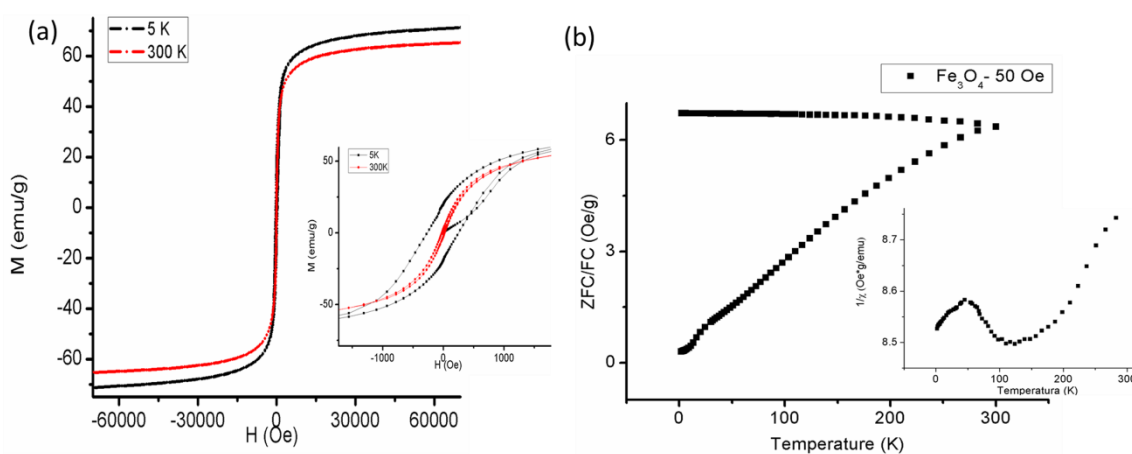 (a)
5 K
300 K
M (emu/g)
60
40
20
0
-20
-40
-60
-60000
-30000
0
30000
60000
H (Oe)
5K
300K
M (emu/g)
50
0
-50
-1000
0
1000
H (Oe)
(b)
Fe₃O₄- 50 Oe
ZFC/FC (Oe/g)
6
3
0
0
100
200
300
Temperature (K)
1/χ (Oe*g/emu)
8.7
8.6
8.5
0
100
200
300
Temperatura (K)